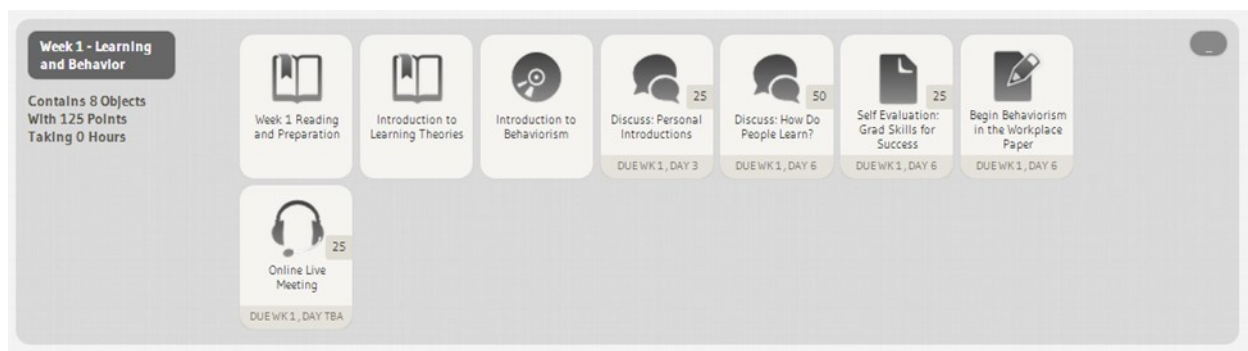 Week 1 - Learning
and Behavior
Contains 8 Objects
With 125 Points
Taking 0 Hours
Week 1 Reading
and Preparation
Introduction to
Learning Theories
Introduction to
Behaviorism
25
Discuss: Personal
Introductions
DUE WK 1, DAY 3
50
Discuss: How Do
People Learn?
DUE WK 1, DAY 6
25
Self Evaluation:
Grad Skills for
Success
DUE WK 1, DAY 6
Begin Behaviorism
in the Workplace
Paper
DUE WK 1, DAY 6
25
Online Live
Meeting
DUE WK 1, DAY TBA